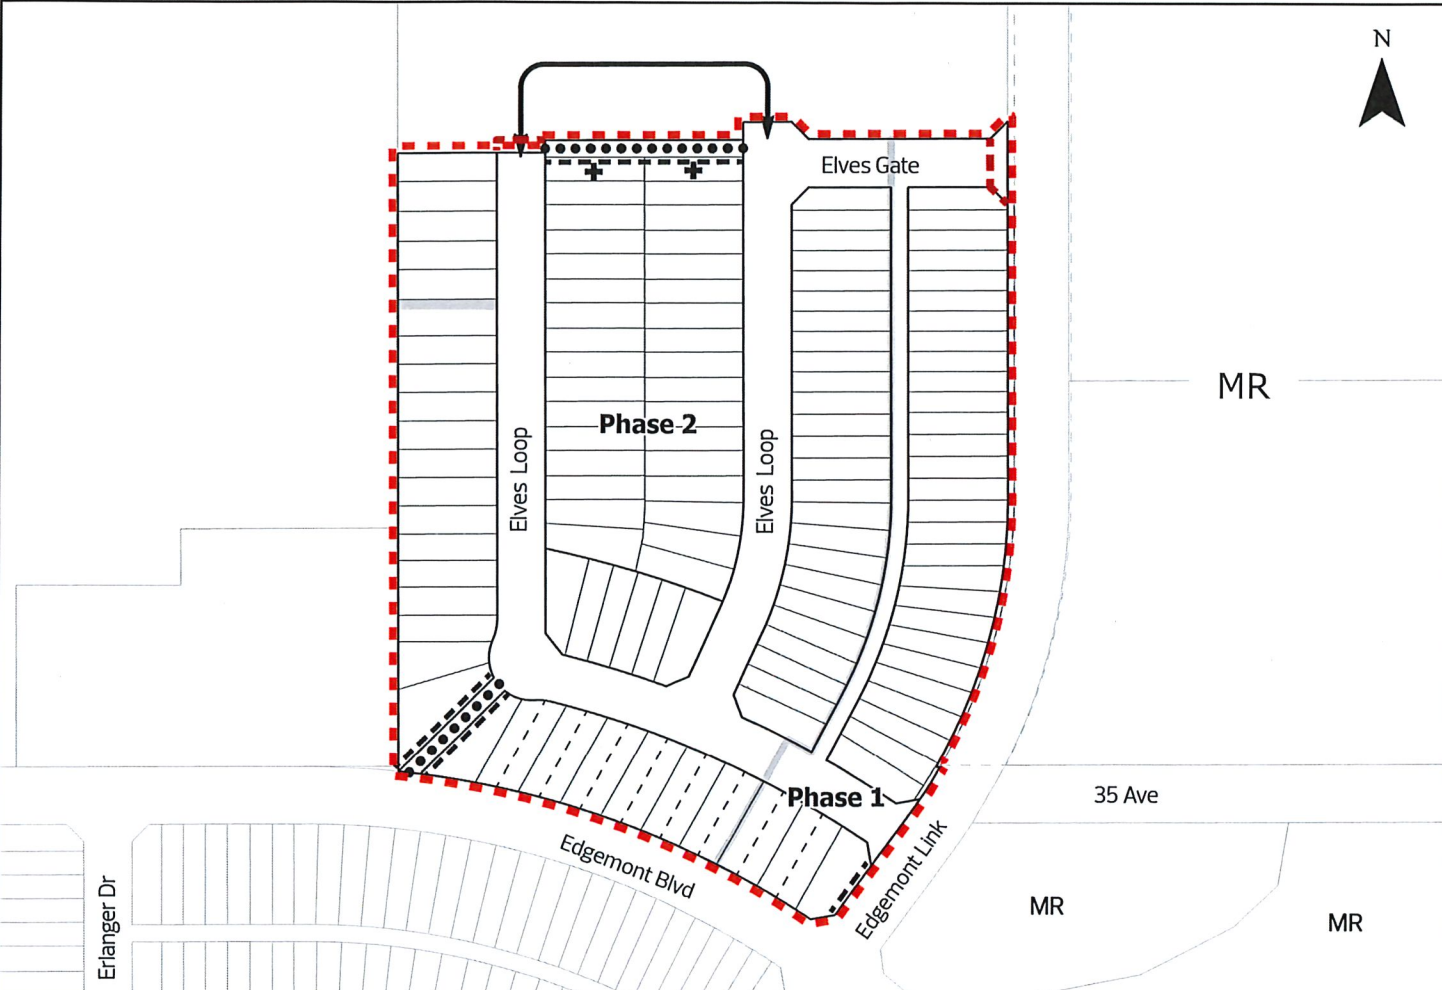 N
Elves Gate
MR
Phase 2
Elves Loop
Elves Loop
Phase 1
35 Ave
Edgemont Blvd
Edgemont Link
Erlanger Dr
MR
MR